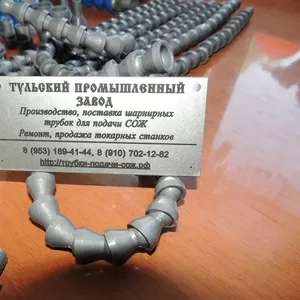 ТУЛЬСКИЙ ПРОМЫШЛЕННЫЙ
ЗАВОД
Производство, поставка шарнирных
трубок для подачи СОЖ
Ремонт, продажа токарных станков
8 (953) 189-41-44, 8 (910) 702-12-82
http://трубки-подачи-сож.рф